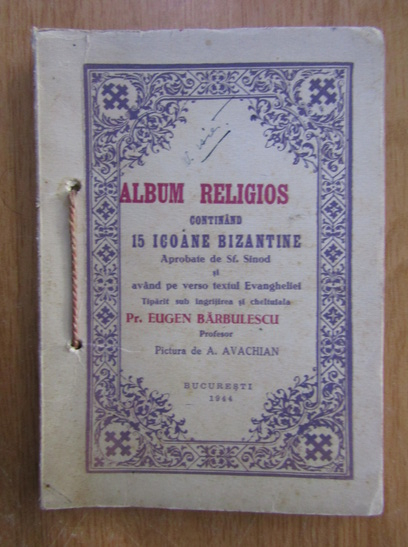 ALBUM RELIGIOS
CONTINÂND
15 ICOANE BIZANTINE
Aprobate de Sf. Sinod
și
având pe verso textul Evangheliei
Tipărit sub îngrijirea și cheltuiala
Pr. EUGEN BĂRBULESCU
Profesor
Pictura de A. AVACHIAN
BUCUREȘTI
1944